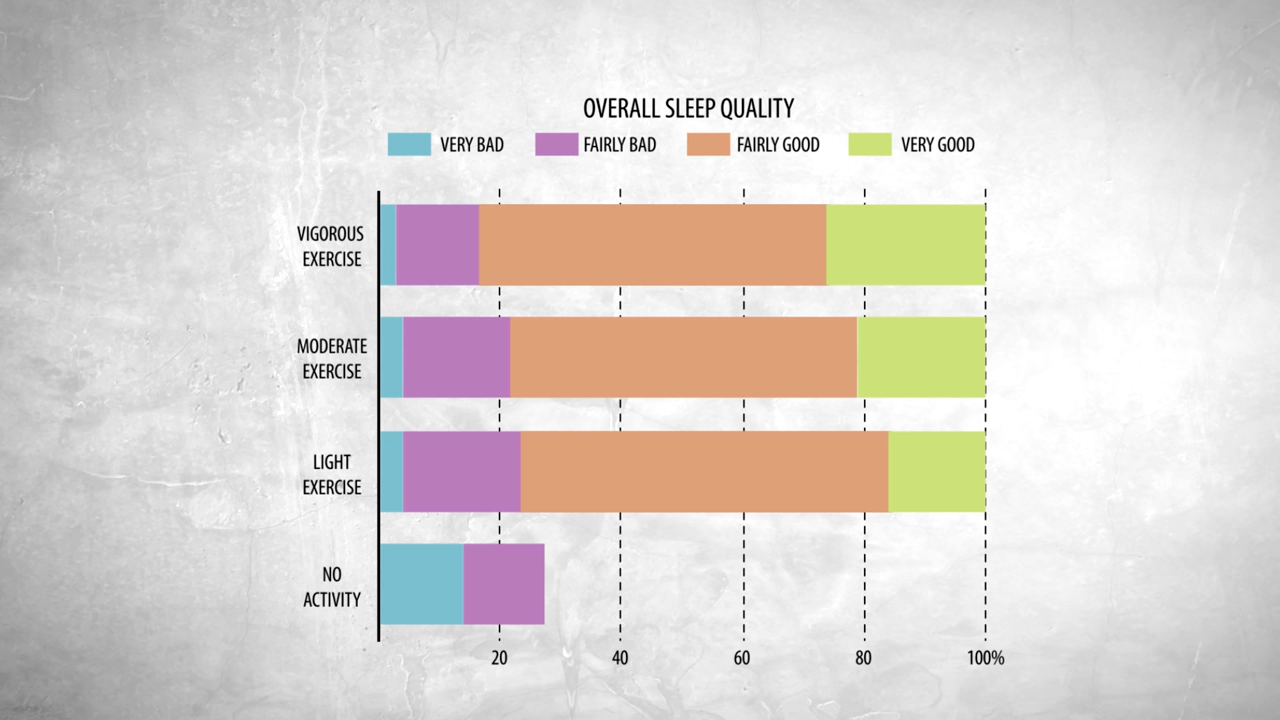 OVERALL SLEEP QUALITY
VERY BAD FAIRLY BAD FAIRLY GOOD VERY GOOD
VIGOROUS
EXERCISE
MODERATE
EXERCISE
LIGHT
EXERCISE
NO
ACTIVITY
20 40 60 80 100%